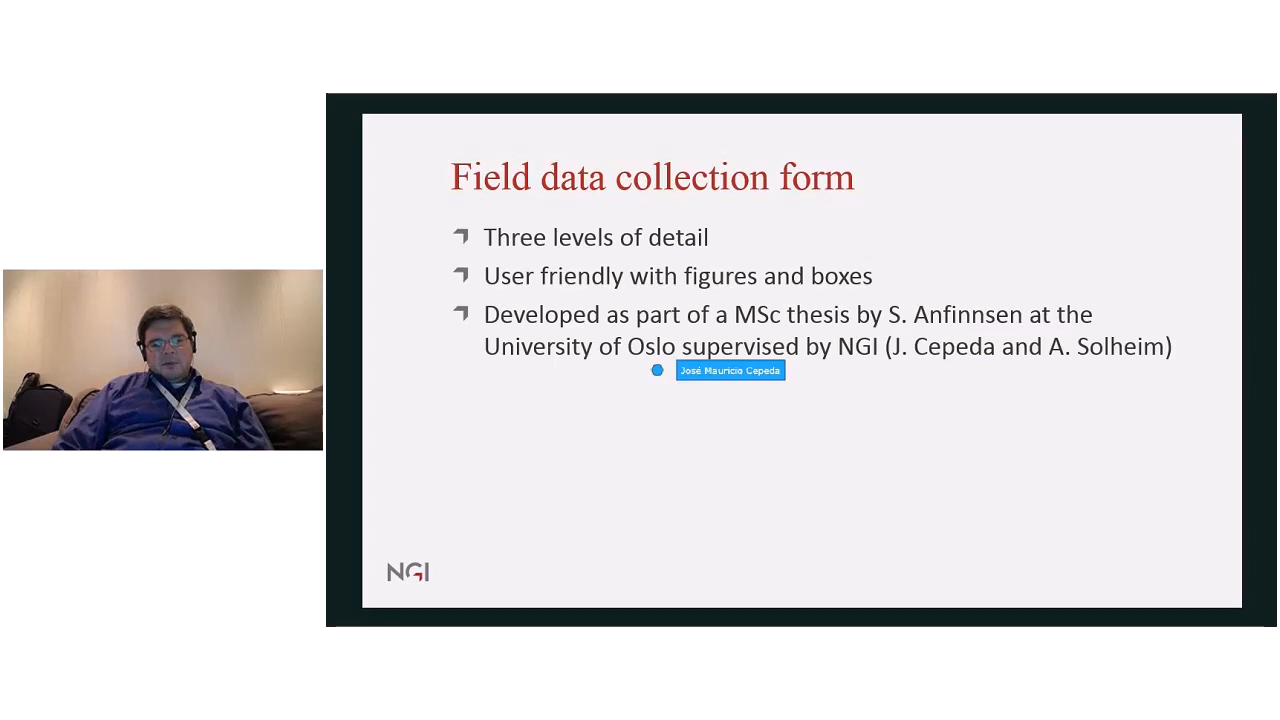 Field data collection form
Three levels of detail
User friendly with figures and boxes
Developed as part of a MSc thesis by S. Anfinnsen at the
University of Oslo supervised by NGI (J. Cepeda and A. Solheim)
José Mauricio Cepeda
NGI